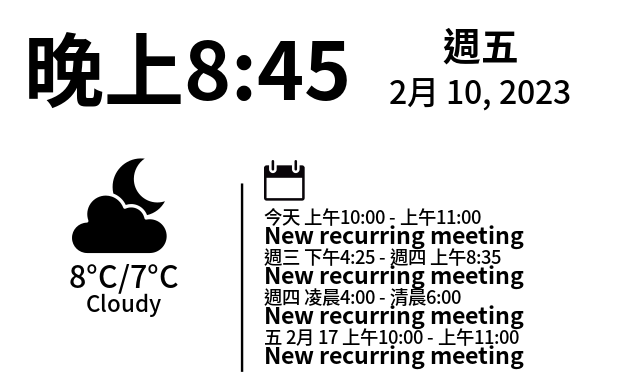 晚上8:45
週五
2月 10, 2023
8°C/7°C
Cloudy
今天 上午10:00 - 上午11:00
New recurring meeting
週三 下午4:25 - 週四 上午8:35
New recurring meeting
週四 凌晨4:00 - 清晨6:00
New recurring meeting
五 2月 17 上午10:00 - 上午11:00
New recurring meeting